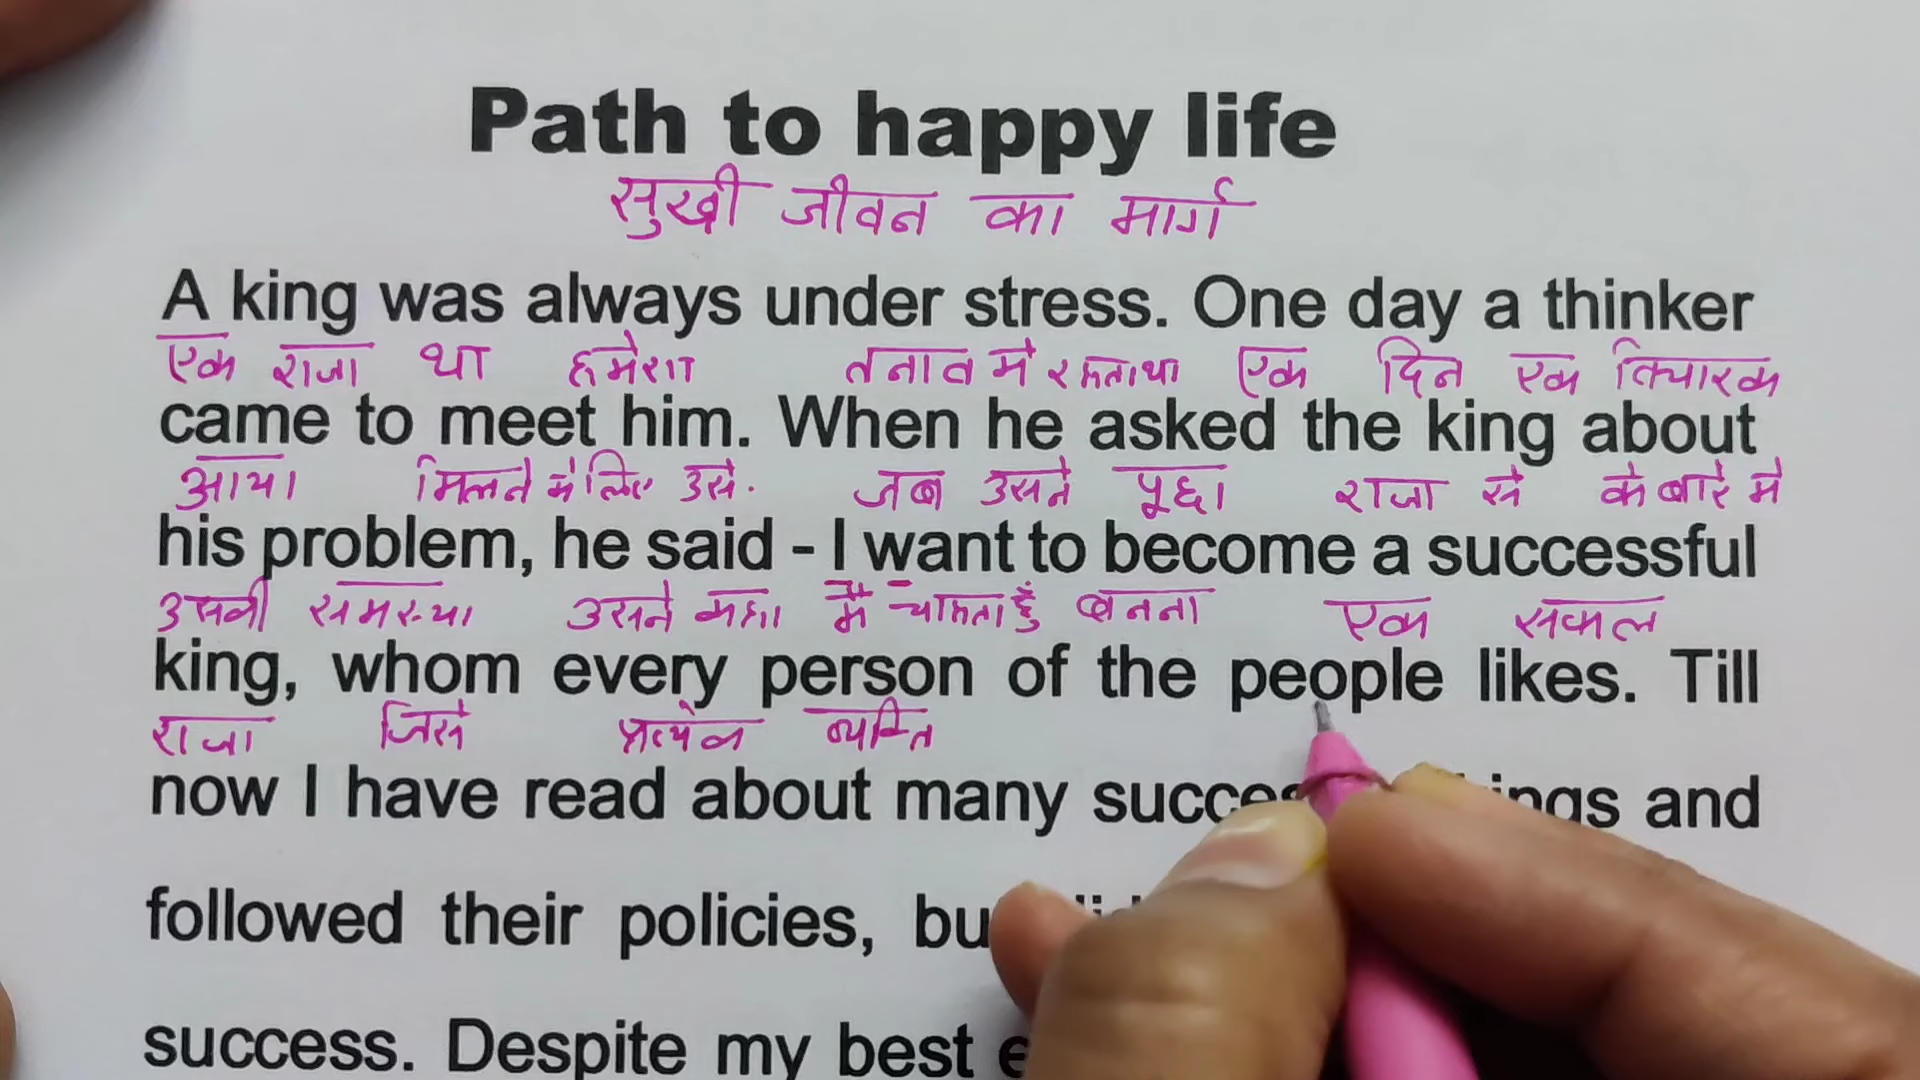 Path to happy life
सुखी जीवन का मार्ग
A king was always under stress. One day a thinker
एक राजा था हमेशा तनाव मे रहताथा एक दिन एक विचारक
came to meet him. When he asked the king about
आया मिलने के लिए उसे. जब उसने पूछा राजा से के बारे मे
his problem, he said - I want to become a successful
उसकी समस्या उसने कहा मैं चाहता हूँ बनना एक सफल
king, whom every person of the people likes. Till
राजा जिसे प्रत्येक व्यक्ति
now I have read about many and
followed their policies,
success. Despite my best